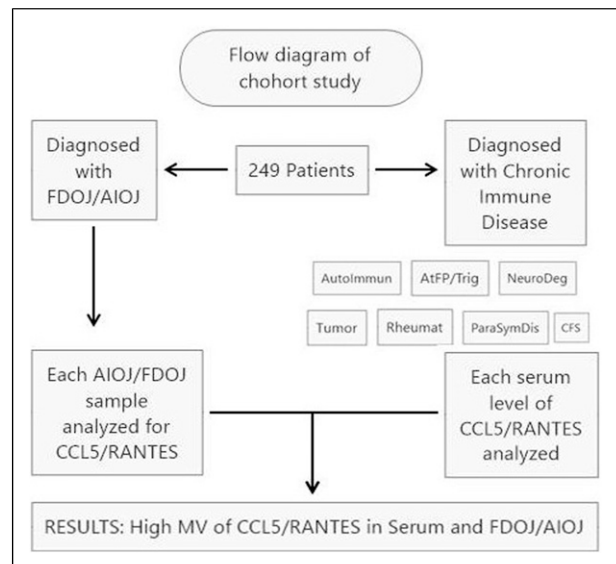 Flow diagram of
chohort study
Diagnosed
with
FDOJ/AIOJ
249 Patients
Diagnosed
with Chronic
Immune
Disease
AutoImmun
AtFP/Trig
NeuroDeg
Tumor
Rheumat
ParaSymDis
CFS
Each AIOJ/FDOJ
sample
analyzed for
CCL5/RANTES
Each serum
level of
CCL5/RANTES
analyzed
RESULTS: High MV of CCL5/RANTES in Serum and FDOJ/AIOJ